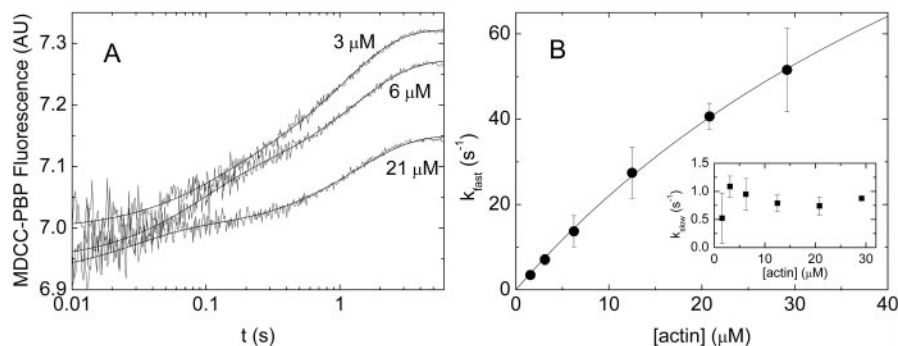 A
MDCC-PBP Fluorescence (AU)
7.3
7.2
7.1
7.0
6.9
3 μM
6 μM
21 μM
0.01
0.1
1
t (s)
B
k_fast (s⁻¹)
60
40
20
0
0
10
20
30
40
[actin] (μM)
k_slow (s⁻¹)
1.5
1.0
0.5
0.0
0
10
20
30
[actin] (μM)